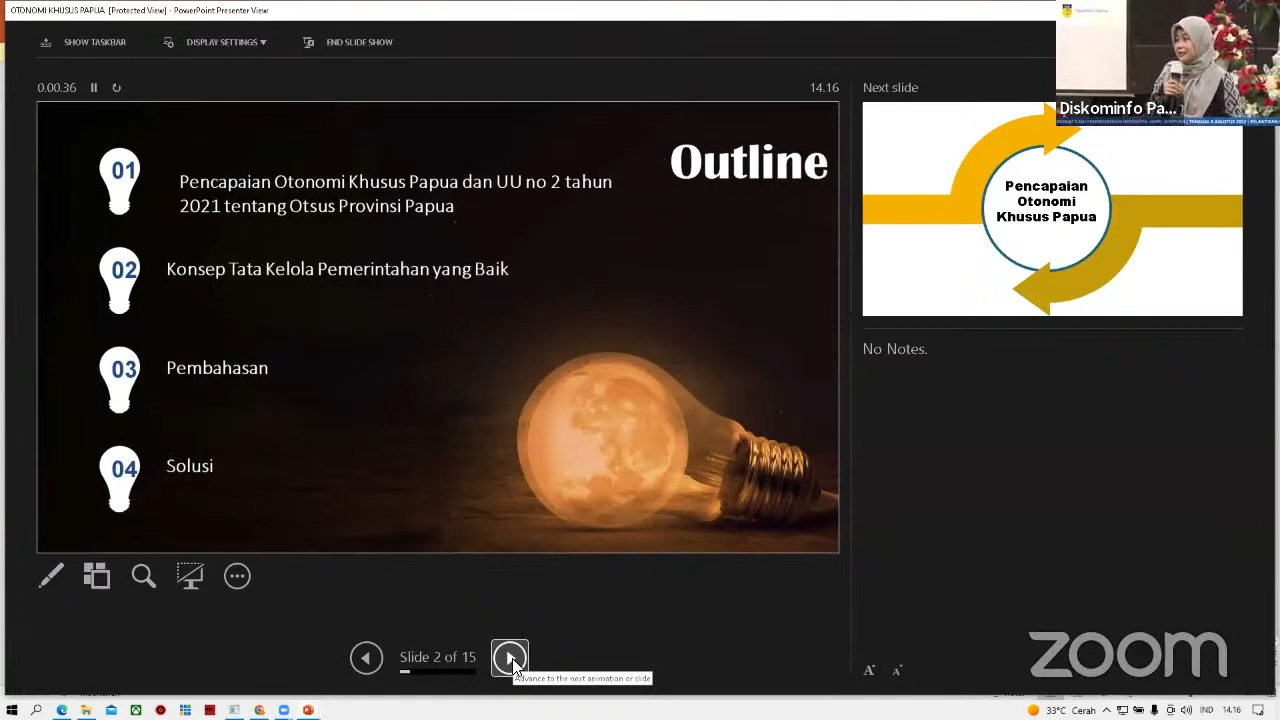 OTONOMI KHUSUS PAPUA [Protected View] - PowerPoint Presenter View
SHOW TASKBAR
DISPLAY SETTINGS
END SLIDE SHOW
0.00.36
14.16
Next slide
Diskominfo Pa...
Outline
01
Pencapaian Otonomi Khusus Papua dan UU no 2 tahun
2021 tentang Otsus Provinsi Papua
02
Konsep Tata Kelola Pemerintahan yang Baik
03
Pembahasan
04
Solusi
Pencapaian
Otonomi
Khusus Papua
No Notes.
Slide 2 of 15
Advance to the next animation or slide
zoom
33°C Cerah
IND
14.16